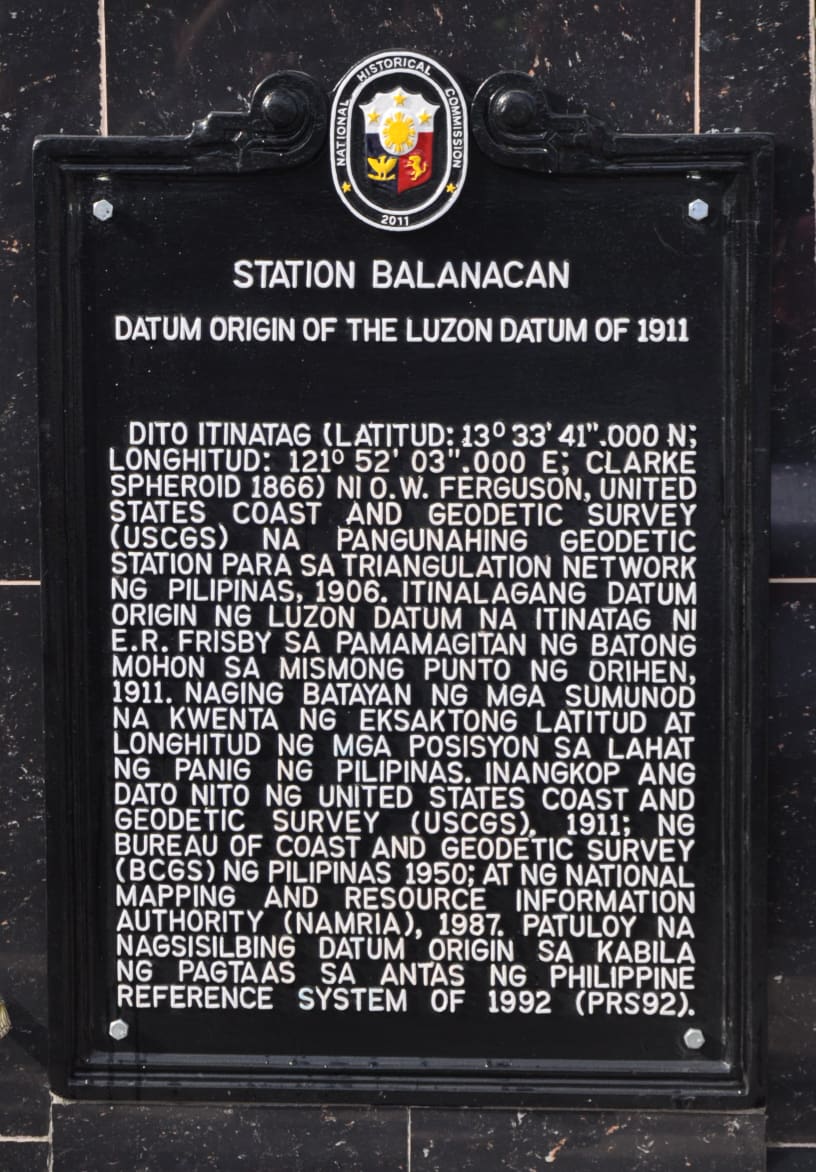 NATIONAL HISTORICAL COMMISSION
2011
STATION BALANACAN
DATUM ORIGIN OF THE LUZON DATUM OF 1911
DITO ITINATAG (LATITUD: 13° 33' 41".000 N;
LONGHITUD: 121° 52' 03".000 E; CLARKE
SPHEROID 1866) NI O.W. FERGUSON, UNITED
STATES COAST AND GEODETIC SURVEY
(USCGS) NA PANGUNAHING GEODETIC
STATION PARA SA TRIANGULATION NETWORK
NG PILIPINAS, 1906. ITINALAGANG DATUM
ORIGIN NG LUZON DATUM NA ITINATAG NI
E.R. FRISBY SA PAMAMAGITAN NG BATONG
MOHON SA MISMONG PUNTO NG ORIHEN,
1911. NAGING BATAYAN NG MGA SUMUNOD
NA KWENTA NG EKSAKTONG LATITUD AT
LONGHITUD NG MGA POSISYON SA LAHAT
NG PANIG NG PILIPINAS. INANGKOP ANG
DATO NITO NG UNITED STATES COAST AND
GEODETIC SURVEY (USCGS), 1911; NG
BUREAU OF COAST AND GEODETIC SURVEY
(BCGS) NG PILIPINAS 1950; AT NG NATIONAL
MAPPING AND RESOURCE INFORMATION
AUTHORITY (NAMRIA), 1987. PATULOY NA
NAGSISILBING DATUM ORIGIN SA KABILA
NG PAGTAAS SA ANTAS NG PHILIPPINE
REFERENCE SYSTEM OF 1992 (PRS92).